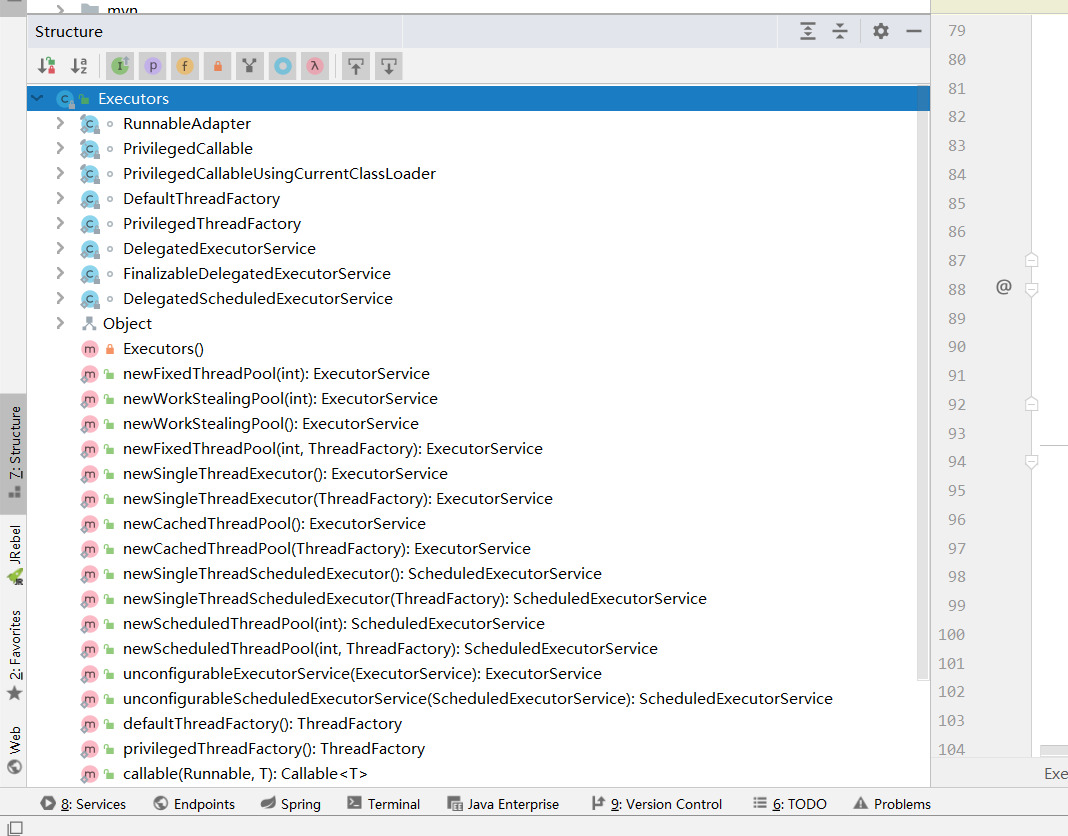 mvn
Structure
Executors
RunnableAdapter
PrivilegedCallable
PrivilegedCallableUsingCurrentClassLoader
DefaultThreadFactory
PrivilegedThreadFactory
DelegatedExecutorService
FinalizableDelegatedExecutorService
DelegatedScheduledExecutorService
Object
Executors()
newFixedThreadPool(int): ExecutorService
newWorkStealingPool(int): ExecutorService
newWorkStealingPool(): ExecutorService
newFixedThreadPool(int, ThreadFactory): ExecutorService
newSingleThreadExecutor(): ExecutorService
newSingleThreadExecutor(ThreadFactory): ExecutorService
newCachedThreadPool(): ExecutorService
newCachedThreadPool(ThreadFactory): ExecutorService
newSingleThreadScheduledExecutor(): ScheduledExecutorService
newSingleThreadScheduledExecutor(ThreadFactory): ScheduledExecutorService
newScheduledThreadPool(int): ScheduledExecutorService
newScheduledThreadPool(int, ThreadFactory): ScheduledExecutorService
unconfigurableExecutorService(ExecutorService): ExecutorService
unconfigurableScheduledExecutorService(ScheduledExecutorService): ScheduledExecutorService
defaultThreadFactory(): ThreadFactory
privilegedThreadFactory(): ThreadFactory
callable(Runnable, T): Callable<T>
7: Structure
JRebel
2: Favorites
Web
79
80
81
82
83
84
85
86
87
88 @
89
90
91
92
93
94
95
96
97
98
99
100
101
102
103
104
Exe
8: Services Endpoints Spring Terminal Java Enterprise 9: Version Control 6: TODO Problems